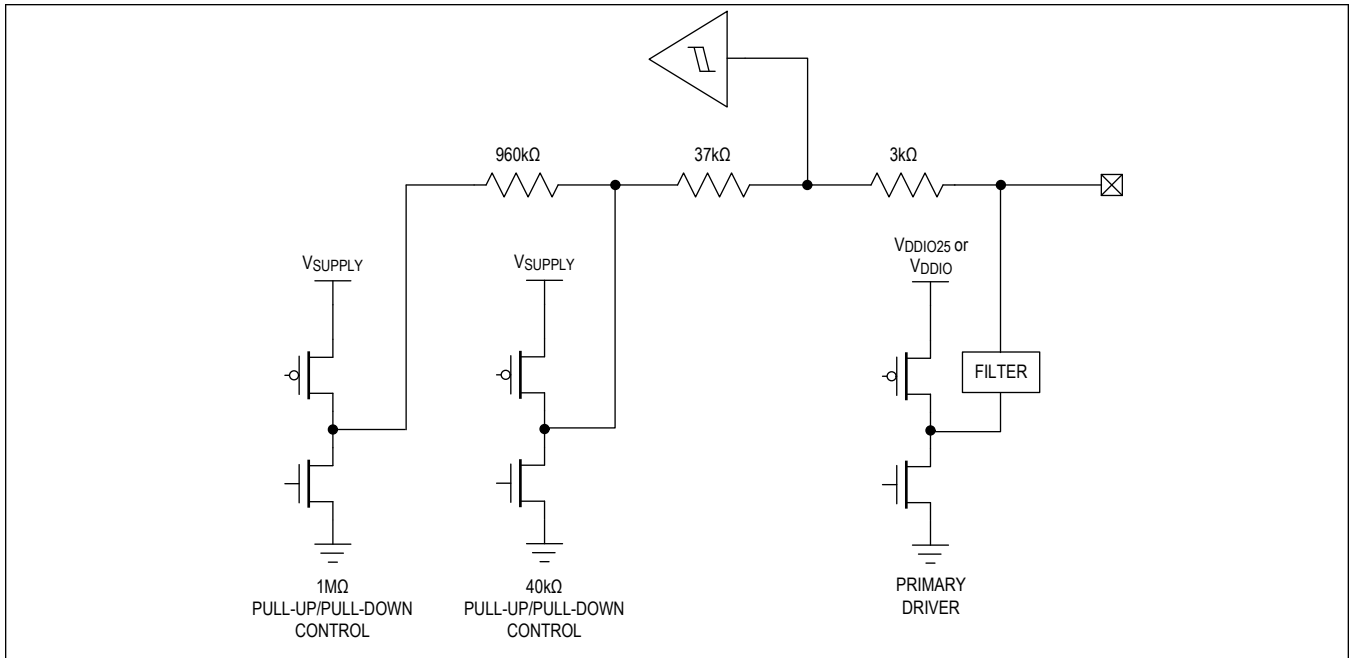 960kΩ
37kΩ
3kΩ
VSUPPLY
VSUPPLY
VDDIO25 or
VDDIO
FILTER
1MΩ
PULL-UP/PULL-DOWN
CONTROL
40kΩ
PULL-UP/PULL-DOWN
CONTROL
PRIMARY
DRIVER